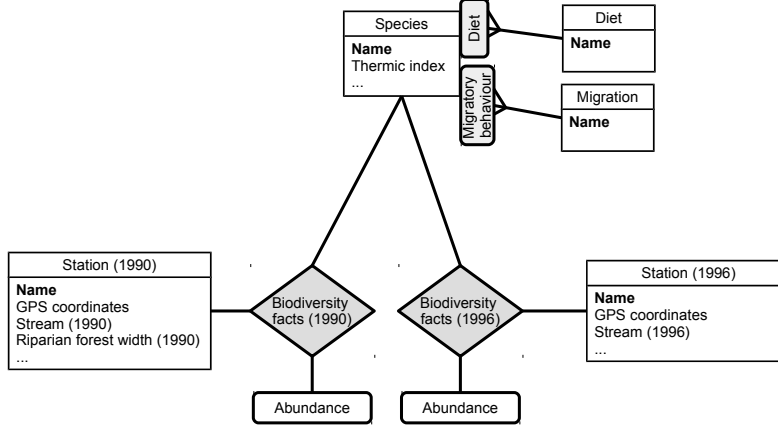 Species
Name
Thermic index
...
Diet
Migratory
behaviour
Diet
Name
Migration
Name
Station (1990)
Name
GPS coordinates
Stream (1990)
Riparian forest width (1990)
...
Biodiversity
facts (1990)
Abundance
Biodiversity
facts (1996)
Abundance
Station (1996)
Name
GPS coordinates
Stream (1996)
...